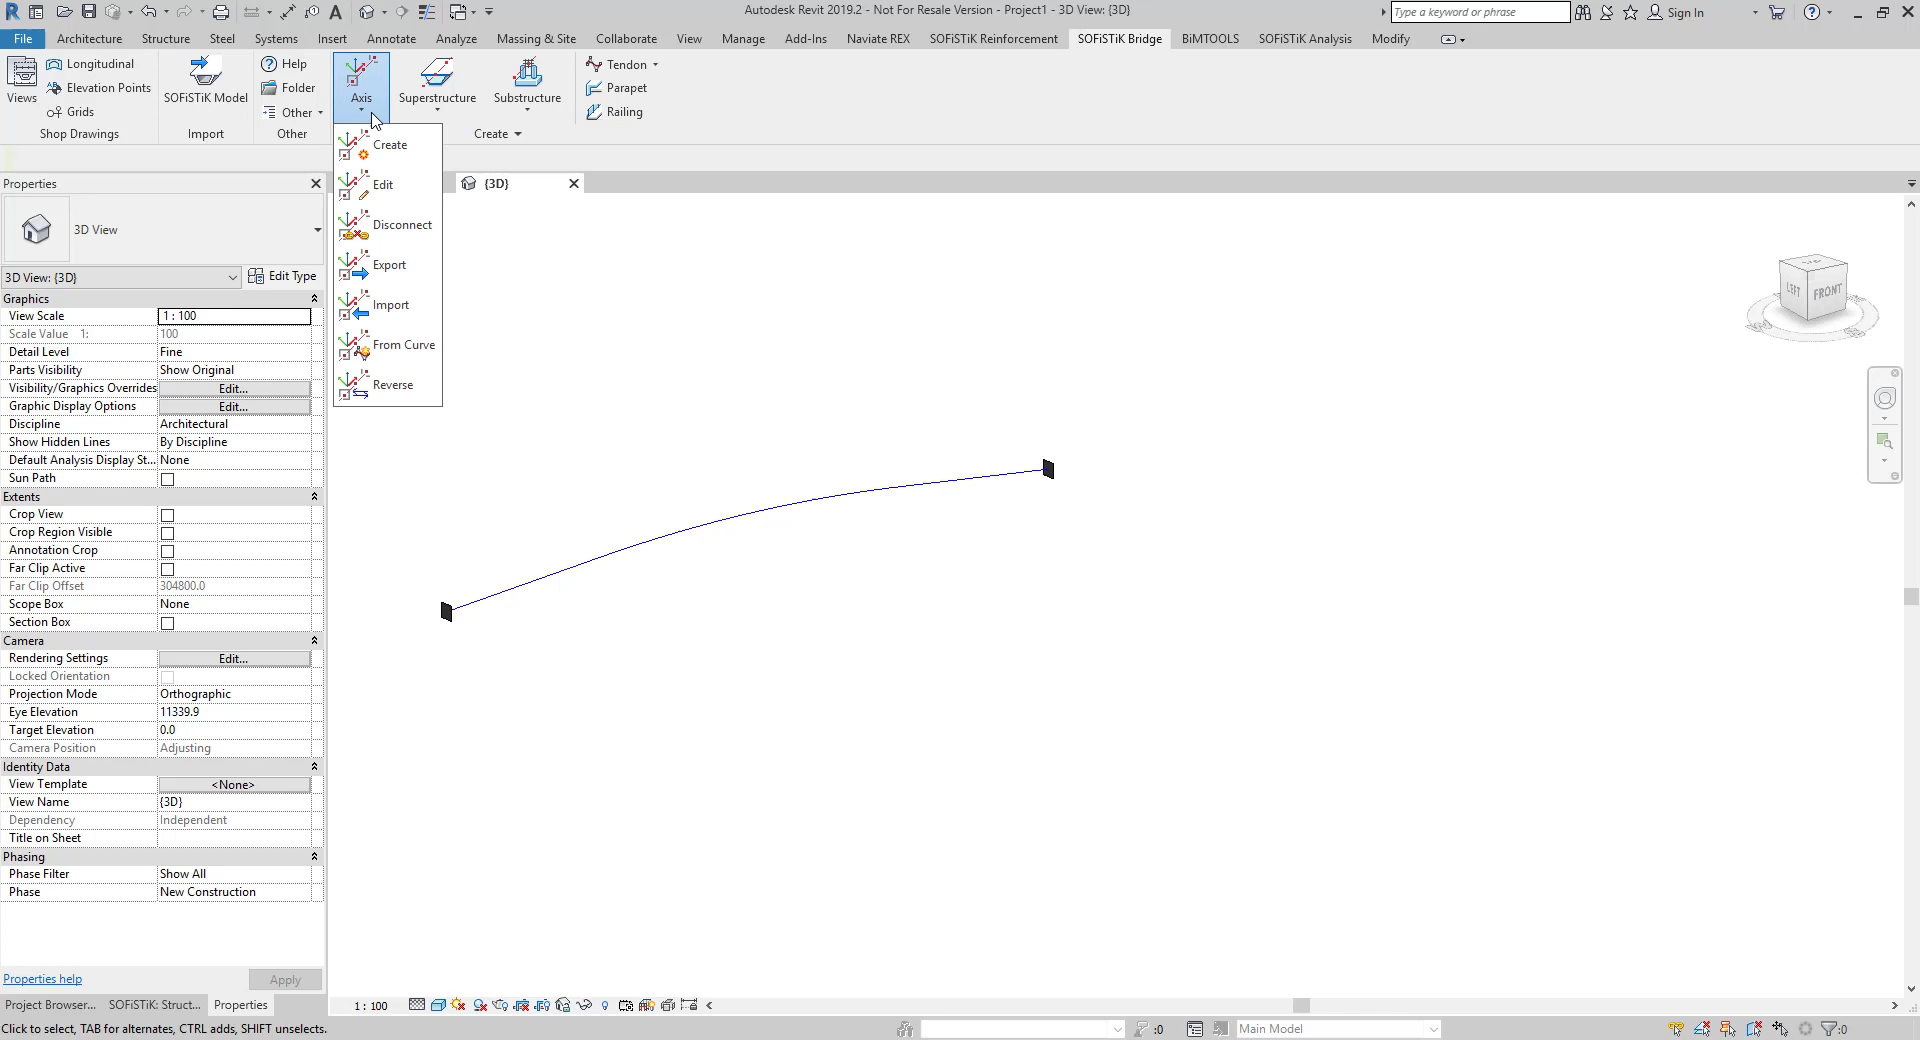 Autodesk Revit 2019.2 - Not For Resale Version - Project1 - 3D View: {3D}
Type a keyword or phrase
Sign In
File Architecture Structure Steel Systems Insert Annotate Analyze Massing & Site Collaborate View Manage Add-Ins Naviate REX SOFiSTiK Reinforcement SOFiSTiK Bridge BiMTOOLS SOFiSTiK Analysis Modify
Views
Longitudinal
Elevation Points
Grids
Shop Drawings
SOFiSTiK Model
Import
Help
Folder
Other
Other
Axis
Superstructure
Substructure
Tendon
Parapet
Railing
Create
Create
Edit
Disconnect
Export
Import
From Curve
Reverse
{3D}
Properties
3D View
3D View: {3D}
Edit Type
Graphics
View Scale 1 : 100
Scale Value 1: 100
Detail Level Fine
Parts Visibility Show Original
Visibility/Graphics Overrides Edit...
Graphic Display Options Edit...
Discipline Architectural
Show Hidden Lines By Discipline
Default Analysis Display St... None
Sun Path
Extents
Crop View
Crop Region Visible
Annotation Crop
Far Clip Active
Far Clip Offset 304800.0
Scope Box None
Section Box
Camera
Rendering Settings Edit...
Locked Orientation
Projection Mode Orthographic
Eye Elevation 11339.9
Target Elevation 0.0
Camera Position Adjusting
Identity Data
View Template <None>
View Name {3D}
Dependency Independent
Title on Sheet
Phasing
Phase Filter Show All
Phase New Construction
Properties help
Apply
Project Browser... SOFiSTiK: Struct... Properties
LEFT FRONT
1 : 100
Click to select, TAB for alternates, CTRL adds, SHIFT unselects.
:0
Main Model
:0